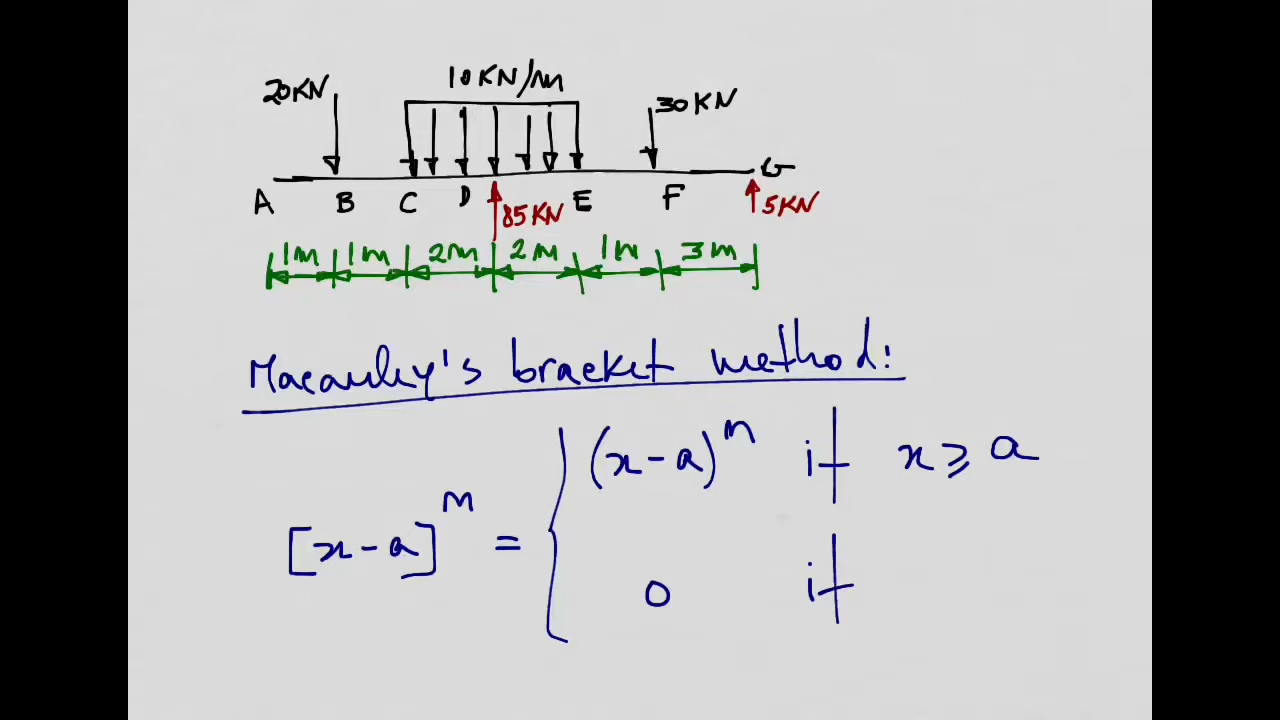 20KN 10KN/m 30KN
A B C D E F G
85KN 5KN
1m 1m 2m 2m 1m 3m
Macauley's bracket method:
[x-a]^n = { (x-a)^n if x ⩾ a
0 if